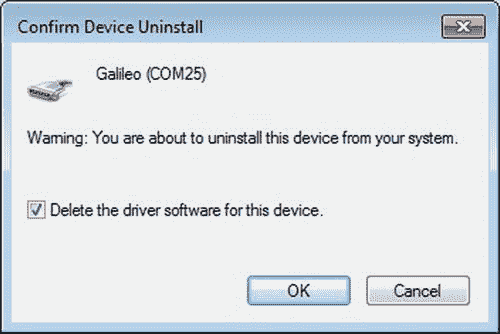 Confirm Device Uninstall
Galileo (COM25)
Warning: You are about to uninstall this device from your system.
Delete the driver software for this device.
OK
Cancel